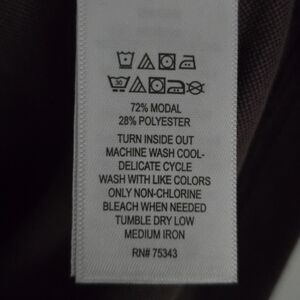 30
72% MODAL
28% POLYESTER
TURN INSIDE OUT
MACHINE WASH COOL-
DELICATE CYCLE
WASH WITH LIKE COLORS
ONLY NON-CHLORINE
BLEACH WHEN NEEDED
TUMBLE DRY LOW
MEDIUM IRON
RN# 75343